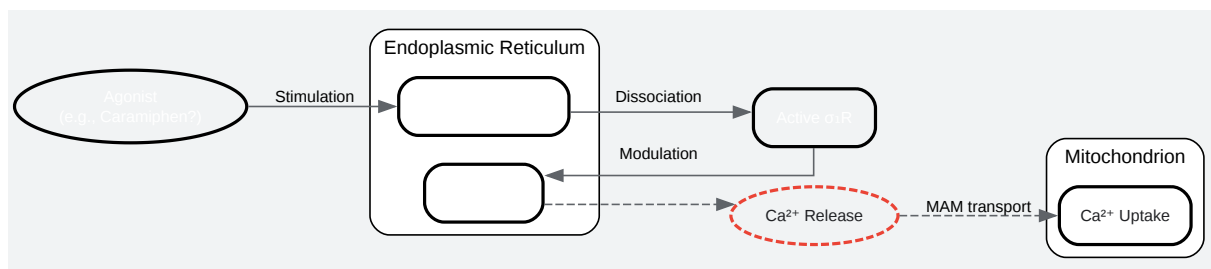 Endoplasmic Reticulum
Agonist
(e.g., Caramiphen?)
Stimulation
Dissociation
Active σ₁R
Modulation
Mitochondrion
Ca²⁺ Release
MAM transport
Ca²⁺ Uptake